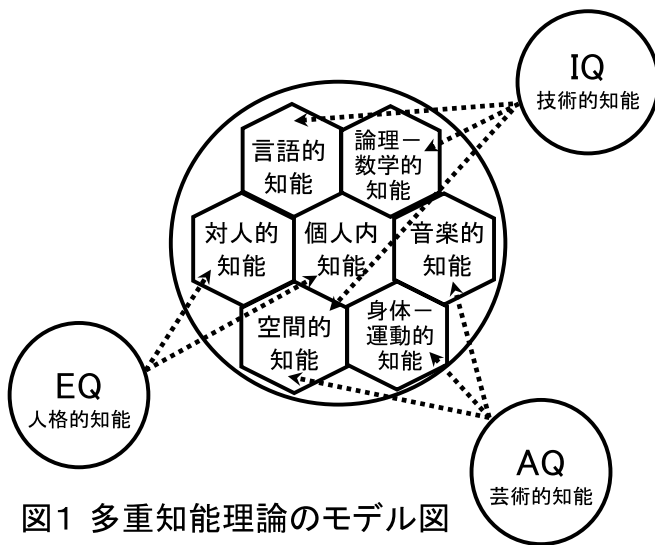 IQ
技術的知能
言語的
知能
論理－
数学的
知能
対人的
知能
個人内
知能
音楽的
知能
空間的
知能
身体－
運動的
知能
EQ
人格的知能
AQ
芸術的知能
図1 多重知能理論のモデル図